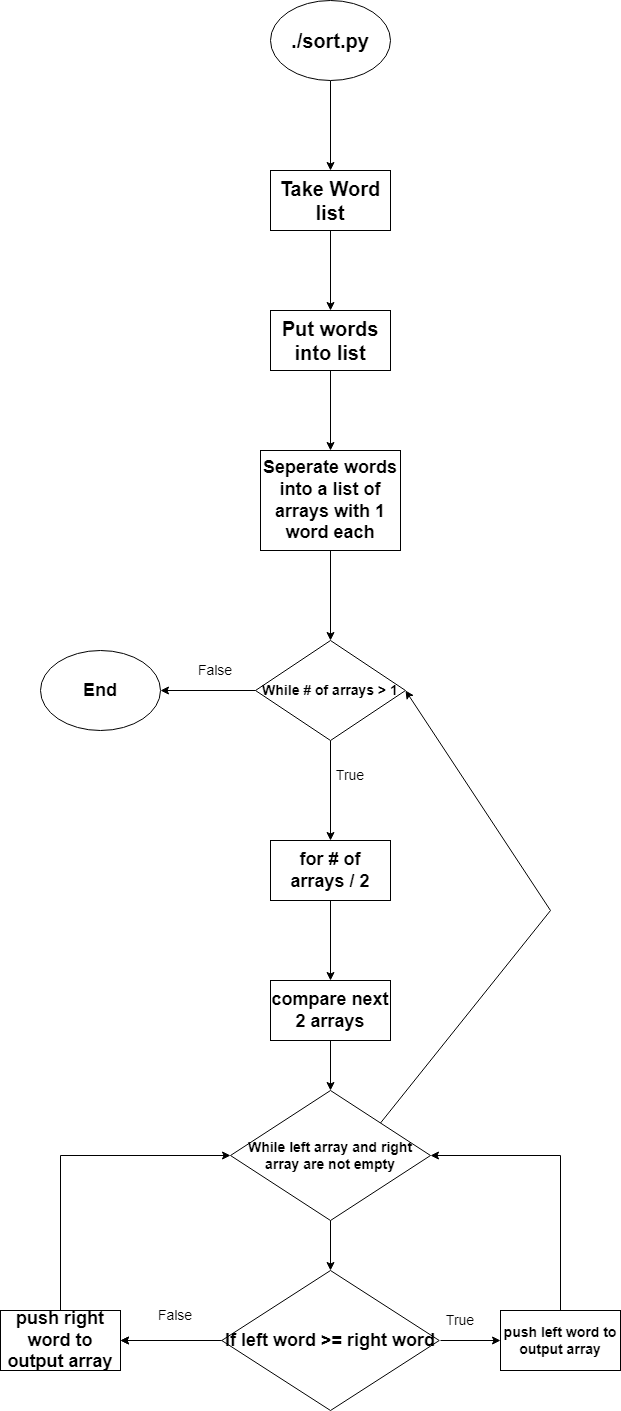 ./sort.py
Take Word
list
Put words
into list
Seperate words
into a list of
arrays with 1
word each
False
End
While # of arrays > 1
True
for # of
arrays / 2
compare next
2 arrays
While left array and right
array are not empty
False
True
push right
word to
output array
If left word >= right word
push left word to
output array